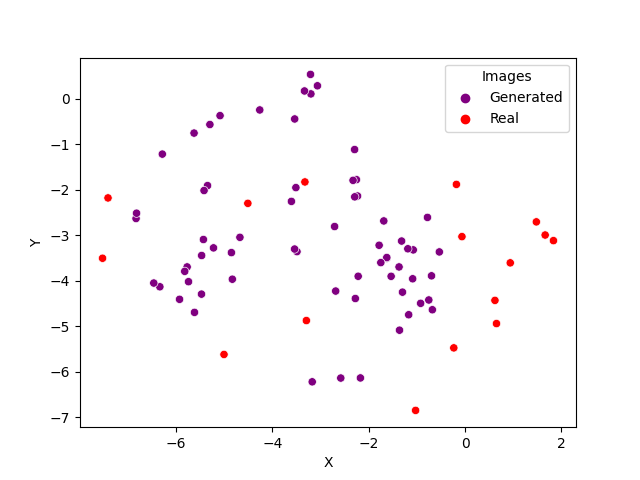 Images
Generated
Real
0
−1
−2
−3
−4
−5
−6
−7
Y
−6 −4 −2 0 2
X